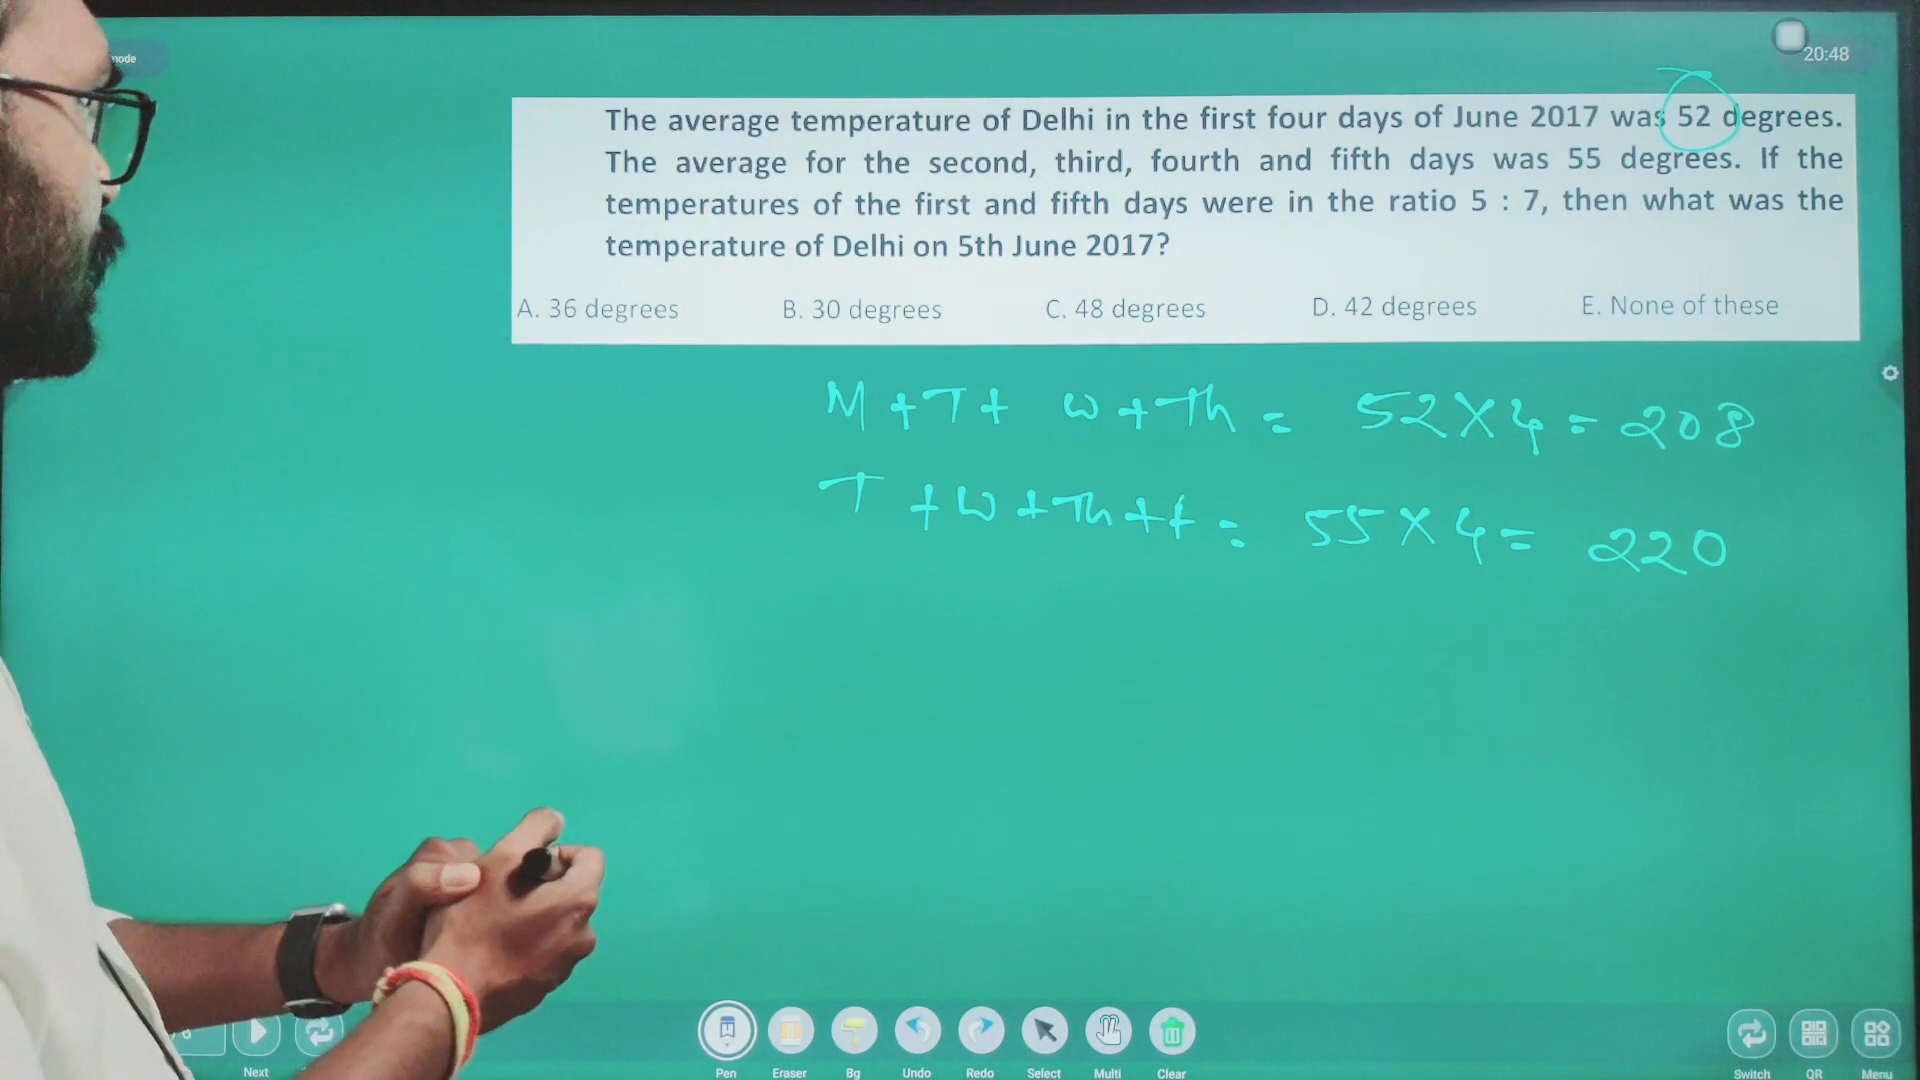 mode
20:48
The average temperature of Delhi in the first four days of June 2017 was 52 degrees.
The average for the second, third, fourth and fifth days was 55 degrees. If the
temperatures of the first and fifth days were in the ratio 5 : 7, then what was the
temperature of Delhi on 5th June 2017?
A. 36 degrees B. 30 degrees C. 48 degrees D. 42 degrees E. None of these
M + T + W + Th = 52 × 4 = 208
T + W + Th + f = 55 × 4 = 220
Next Pen Eraser Bg Undo Redo Select Multi Clear Switch QR Menu